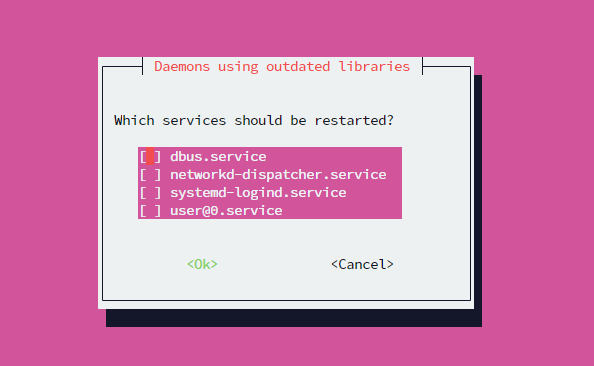 Daemons using outdated libraries
Which services should be restarted?
[ ] dbus.service
[ ] networkd-dispatcher.service
[ ] systemd-logind.service
[ ] user@0.service
<Ok> <Cancel>